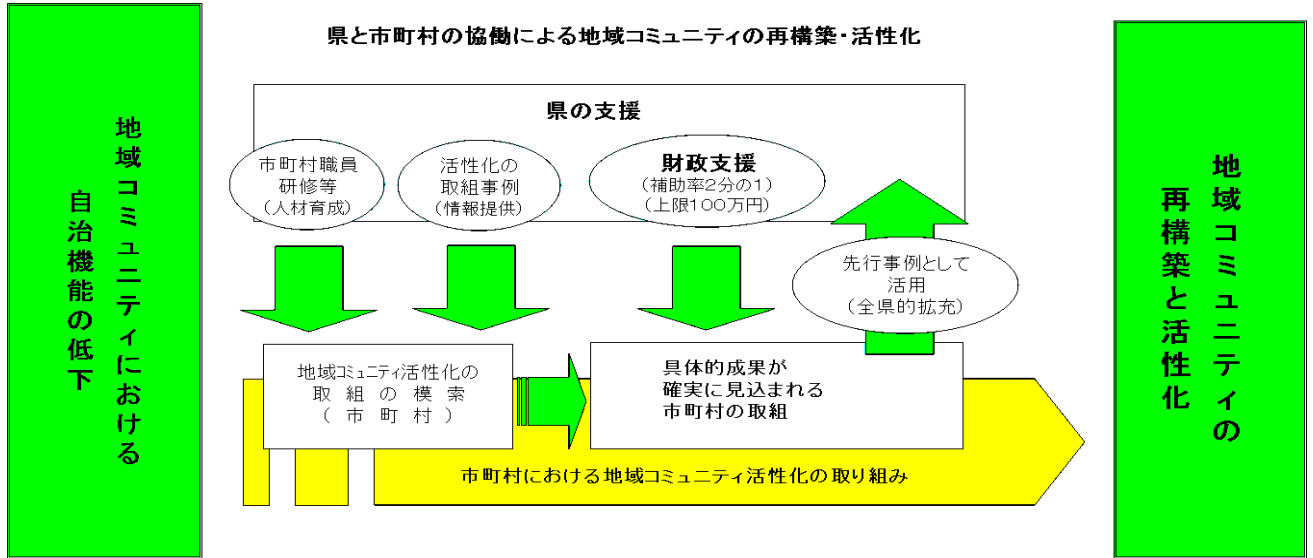 県と市町村の協働による地域コミュニティの再構築・活性化
地域コミュニティにおける
自治機能の低下
県の支援
市町村職員
研修等
(人材育成)
活性化の
取組事例
(情報提供)
財政支援
(補助率2分の1)
(上限100万円)
先行事例として
活用
(全県的拡充)
地域コミュニティ活性化の
取組の模索
(市町村)
具体的成果が
確実に見込まれる
市町村の取組
市町村における地域コミュニティ活性化の取り組み
地域コミュニティの
再構築と活性化